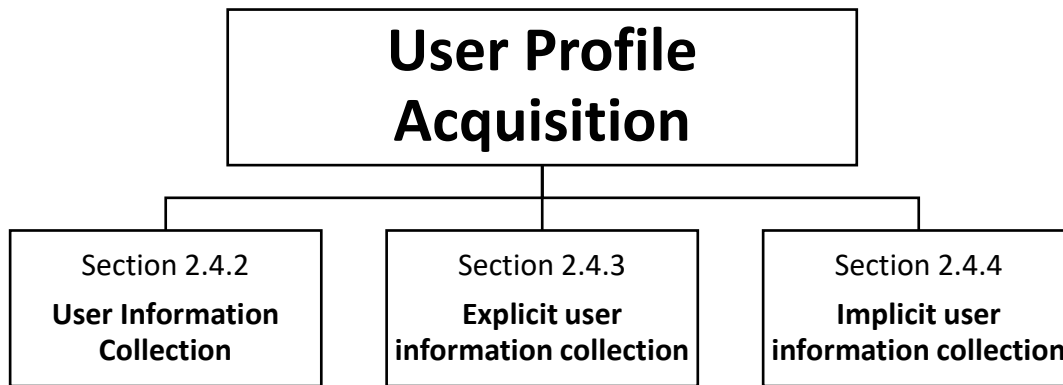 User Profile
Acquisition
Section 2.4.2
User Information
Collection
Section 2.4.3
Explicit user
information collection
Section 2.4.4
Implicit user
information collection